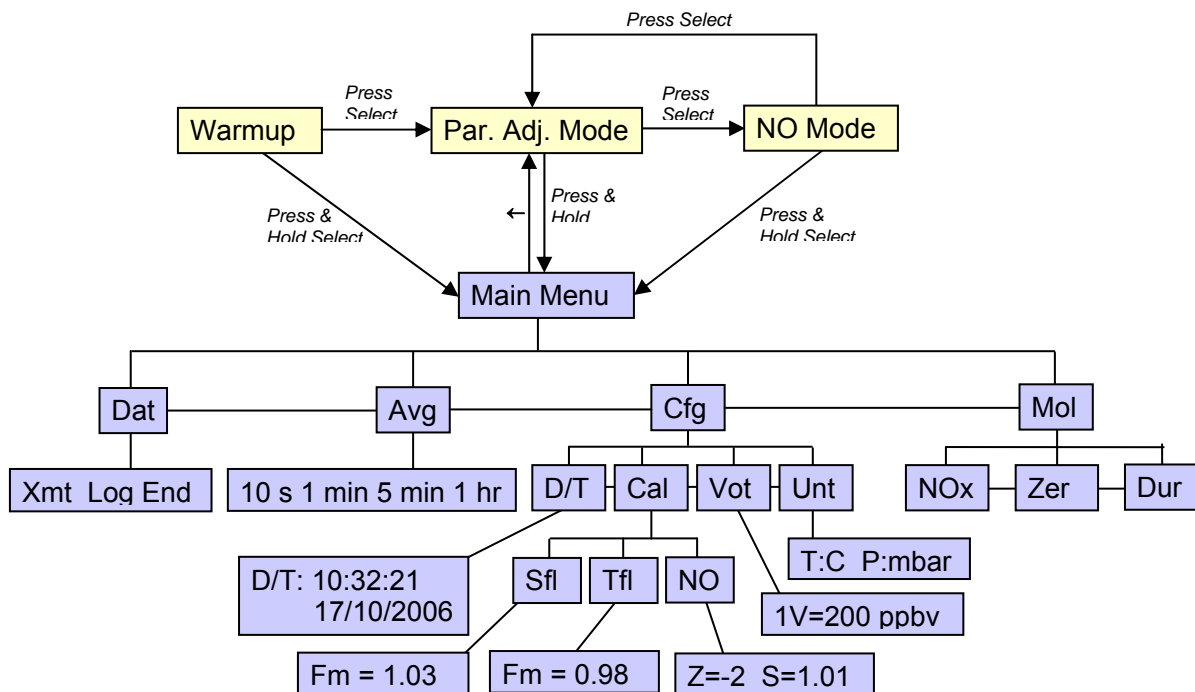 Press Select
Press
Select
Press
Select
Warmup
Par. Adj. Mode
NO Mode
Press &
Hold Select
←
Press &
Hold
Press &
Hold Select
Main Menu
Dat
Avg
Cfg
Mol
Xmt Log End
10 s 1 min 5 min 1 hr
D/T
Cal
Vot
Unt
NOx
Zer
Dur
D/T: 10:32:21
17/10/2006
Sfl
Tfl
NO
T:C P:mbar
1V=200 ppbv
Fm = 1.03
Fm = 0.98
Z=-2 S=1.01